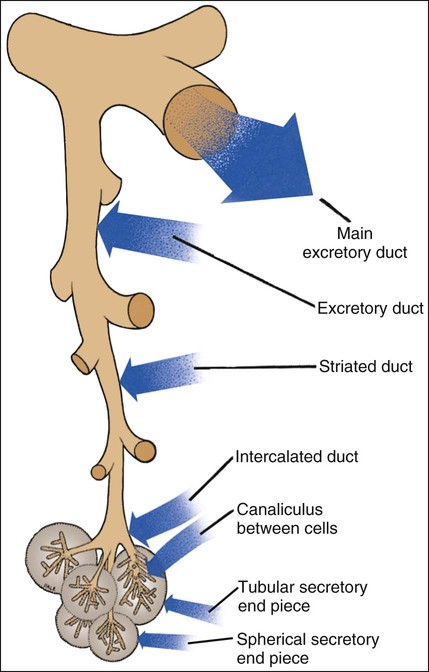 Main
excretory duct
Excretory duct
Striated duct
Intercalated duct
Canaliculus
between cells
Tubular secretory
end piece
Spherical secretory
end piece